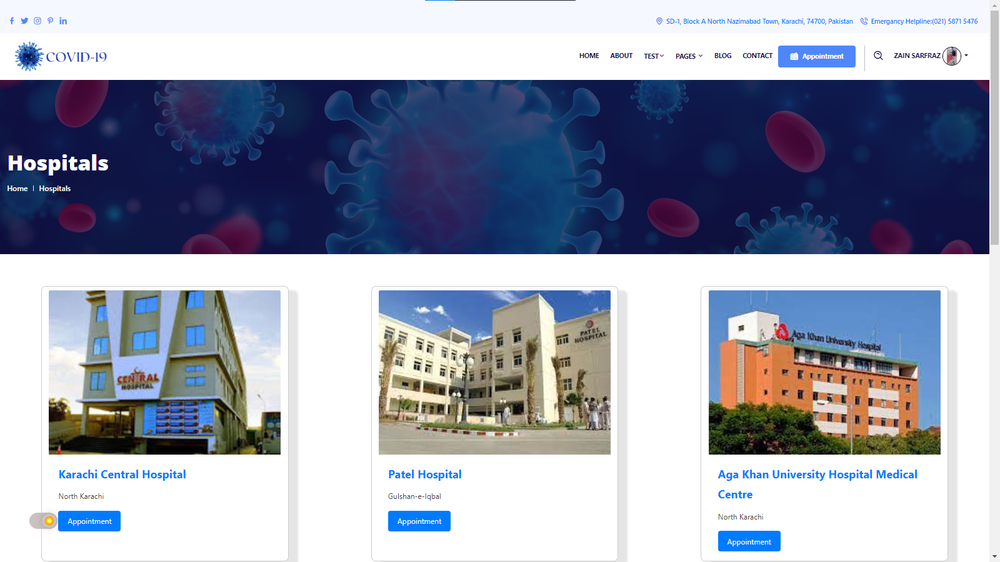 SD-1, Block A North Nazimabad Town, Karachi, 74700, Pakistan
Emergancy Helpline:(021) 5871 5476
COVID-19
HOME
ABOUT
TEST
PAGES
BLOG
CONTACT
Appointment
ZAIN SARFRAZ
Hospitals
Home | Hospitals
CENTRAL
HOSPITAL
PATEL
HOSPITAL
Aga Khan University Hospital
Karachi Central Hospital
North Karachi
Appointment
Patel Hospital
Gulshan-e-Iqbal
Appointment
Aga Khan University Hospital Medical
Centre
North Karachi
Appointment